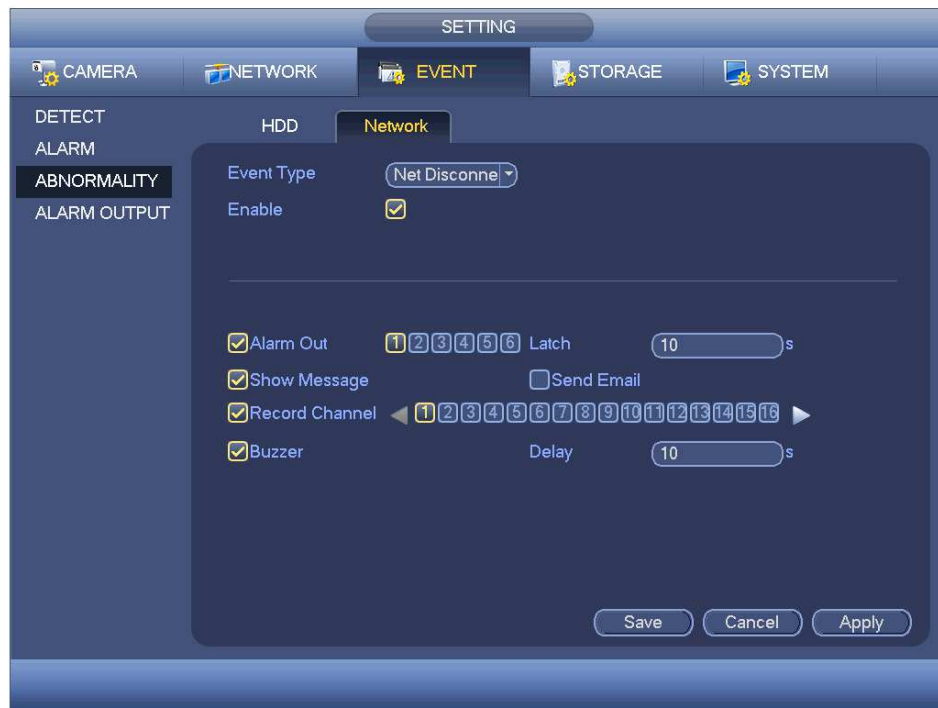 SETTING
CAMERA NETWORK EVENT STORAGE SYSTEM
DETECT
ALARM
ABNORMALITY
ALARM OUTPUT
HDD Network
Event Type Net Disconne
Enable
Alarm Out 1 2 3 4 5 6 Latch 10 s
Show Message Send Email
Record Channel 1 2 3 4 5 6 7 8 9 10 11 12 13 14 15 16
Buzzer Delay 10 s
Save Cancel Apply